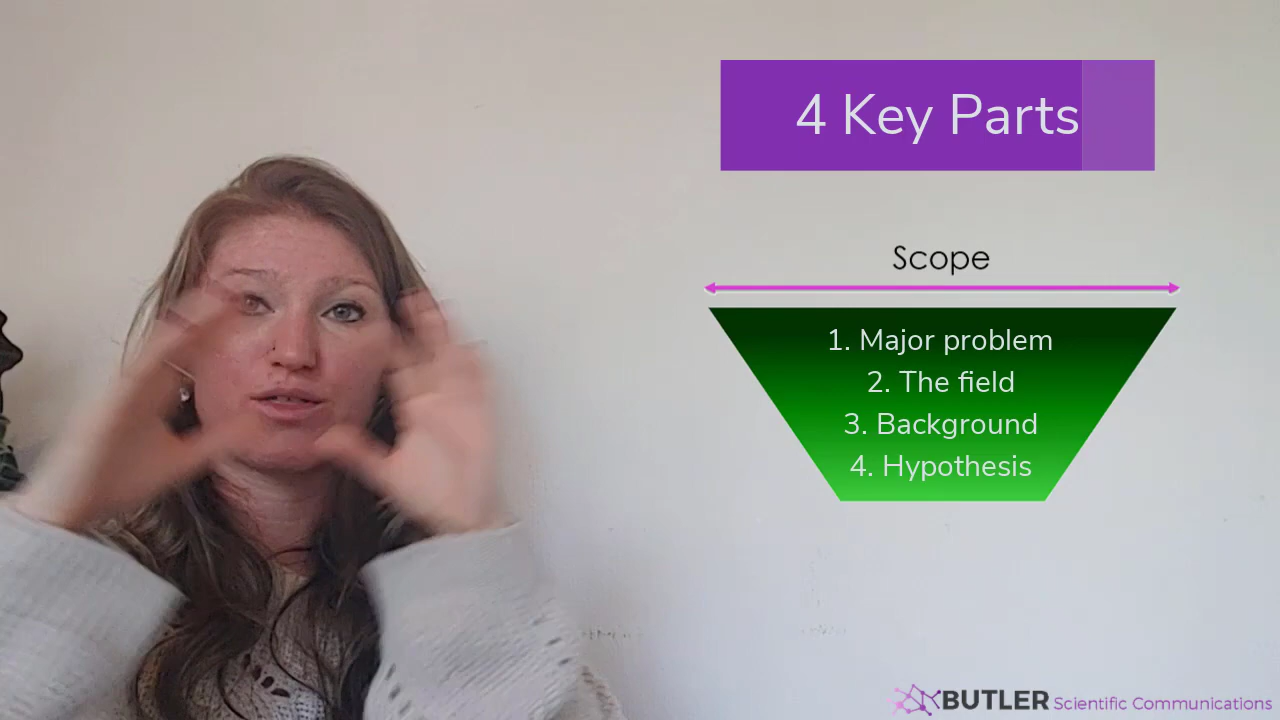 4 Key Parts
Scope
1. Major problem
2. The field
3. Background
4. Hypothesis
BUTLER Scientific Communications